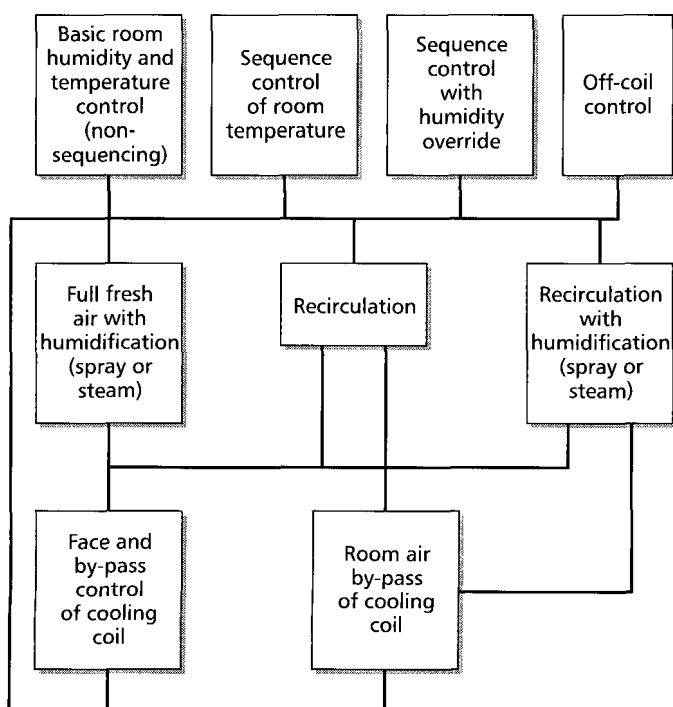 Basic room
humidity and
temperature
control
(non-
sequencing)
Sequence
control
of room
temperature
Sequence
control
with
humidity
override
Off-coil
control
Full fresh
air with
humidification
(spray or
steam)
Recirculation
Recirculation
with
humidification
(spray or
steam)
Face and
by-pass
control
of cooling
coil
Room air
by-pass
of cooling
coil